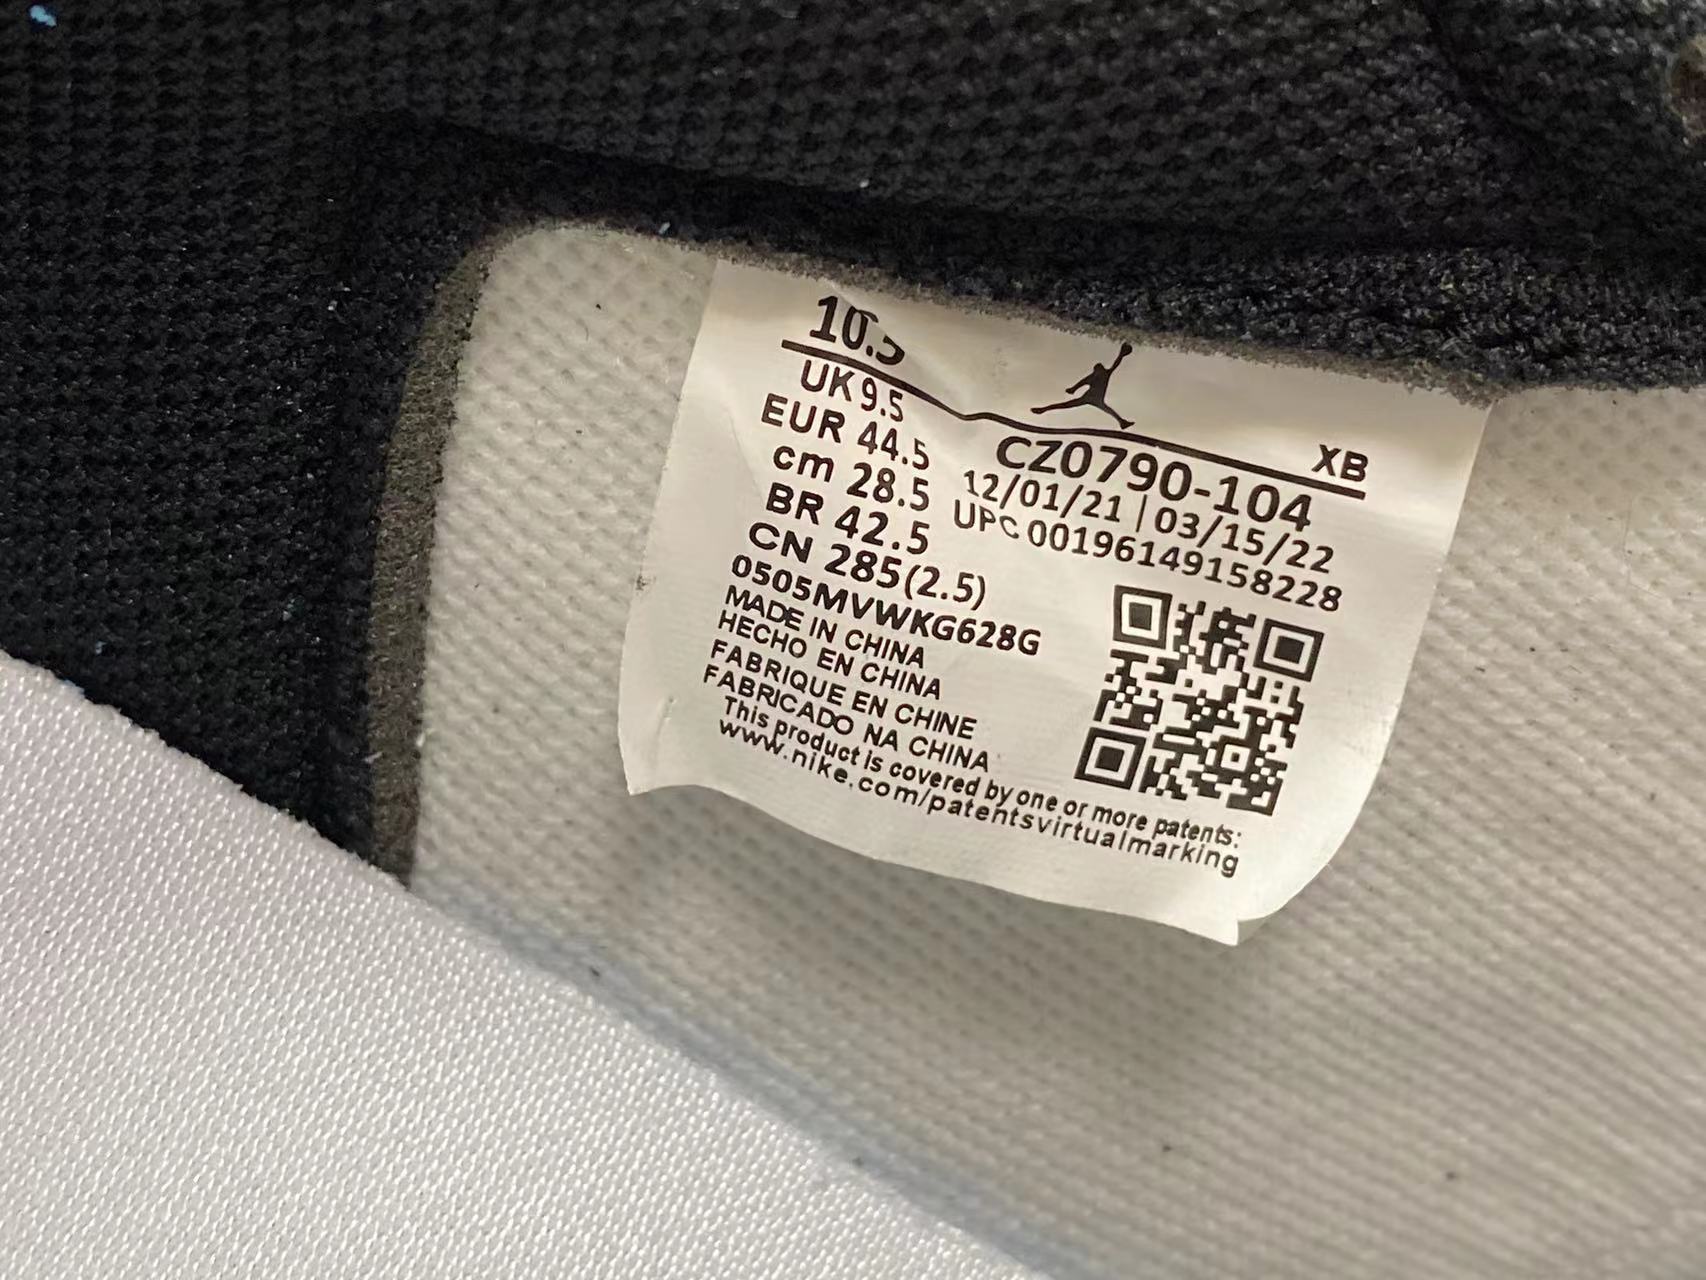 10.5
UK 9.5
EUR 44.5
cm 28.5
BR 42.5
CN 285(2.5)
0505MVWKG628G
MADE IN CHINA
HECHO EN CHINA
FABRIQUE EN CHINE
FABRICADO NA CHINA
This product is covered by one or more patents:
www.nike.com/patentsvirtualmarking
XB
CZ0790-104
12/01/21 | 03/15/22
UPC 00196149158228